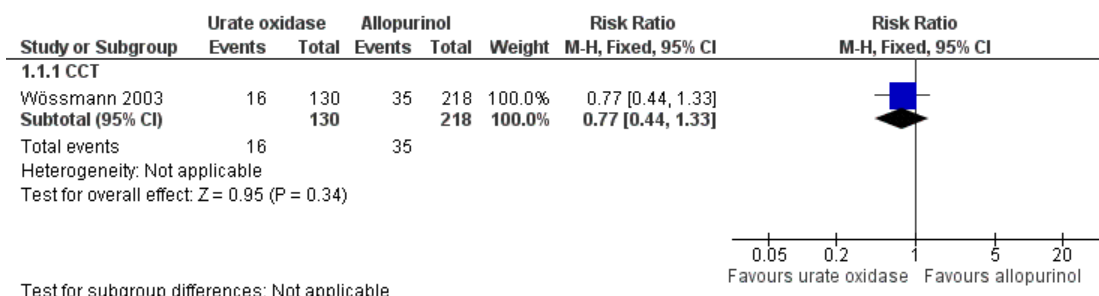 Urate oxidase Allopurinol Risk Ratio Risk Ratio
Study or Subgroup Events Total Events Total Weight M-H, Fixed, 95% CI M-H, Fixed, 95% CI
1.1.1 CCT
Wössmann 2003 16 130 35 218 100.0% 0.77 [0.44, 1.33]
Subtotal (95% CI) 130 218 100.0% 0.77 [0.44, 1.33]
Total events 16 35
Heterogeneity: Not applicable
Test for overall effect: Z = 0.95 (P = 0.34)
0.05 0.2 1 5 20
Favours urate oxidase Favours allopurinol
Test for subgroup differences: Not applicable